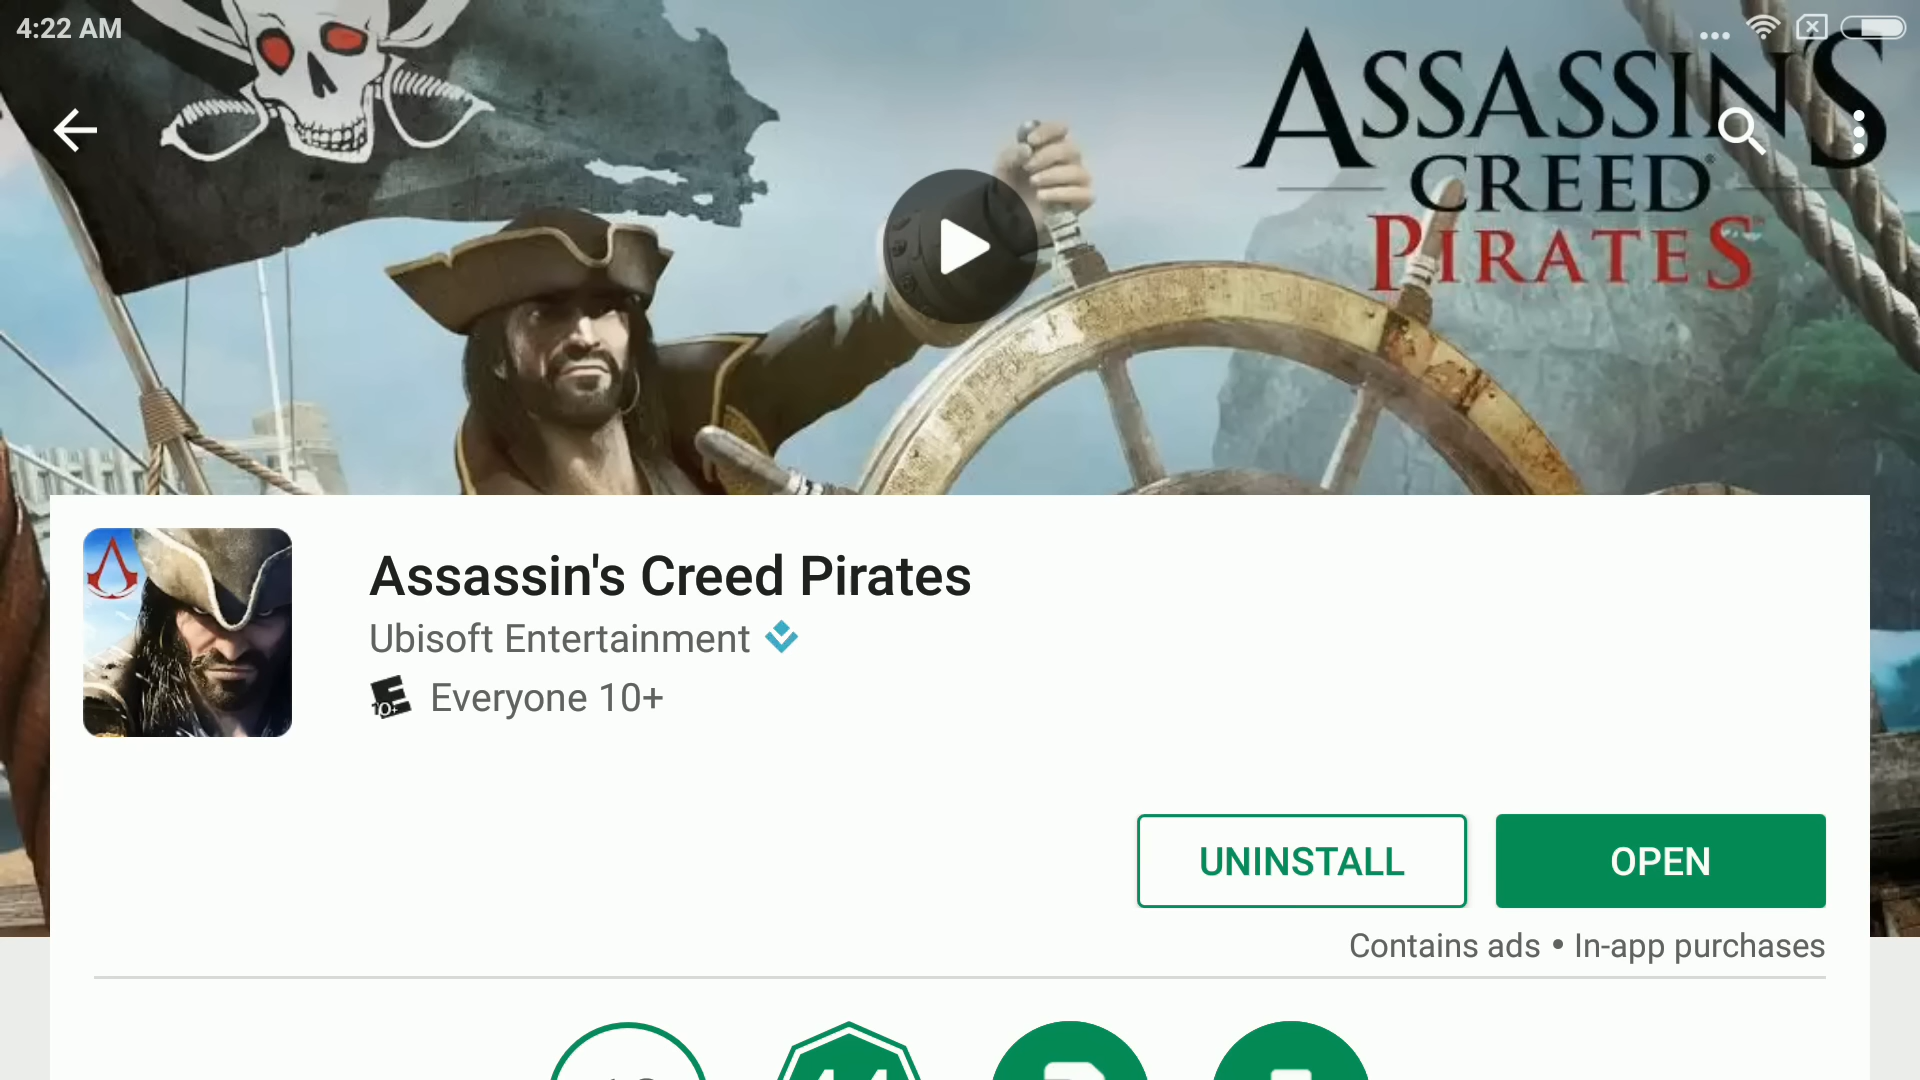 4:22 AM
ASSASSIN'S
CREED
PIRATES
Assassin's Creed Pirates
Ubisoft Entertainment
Everyone 10+
UNINSTALL
OPEN
Contains ads • In-app purchases